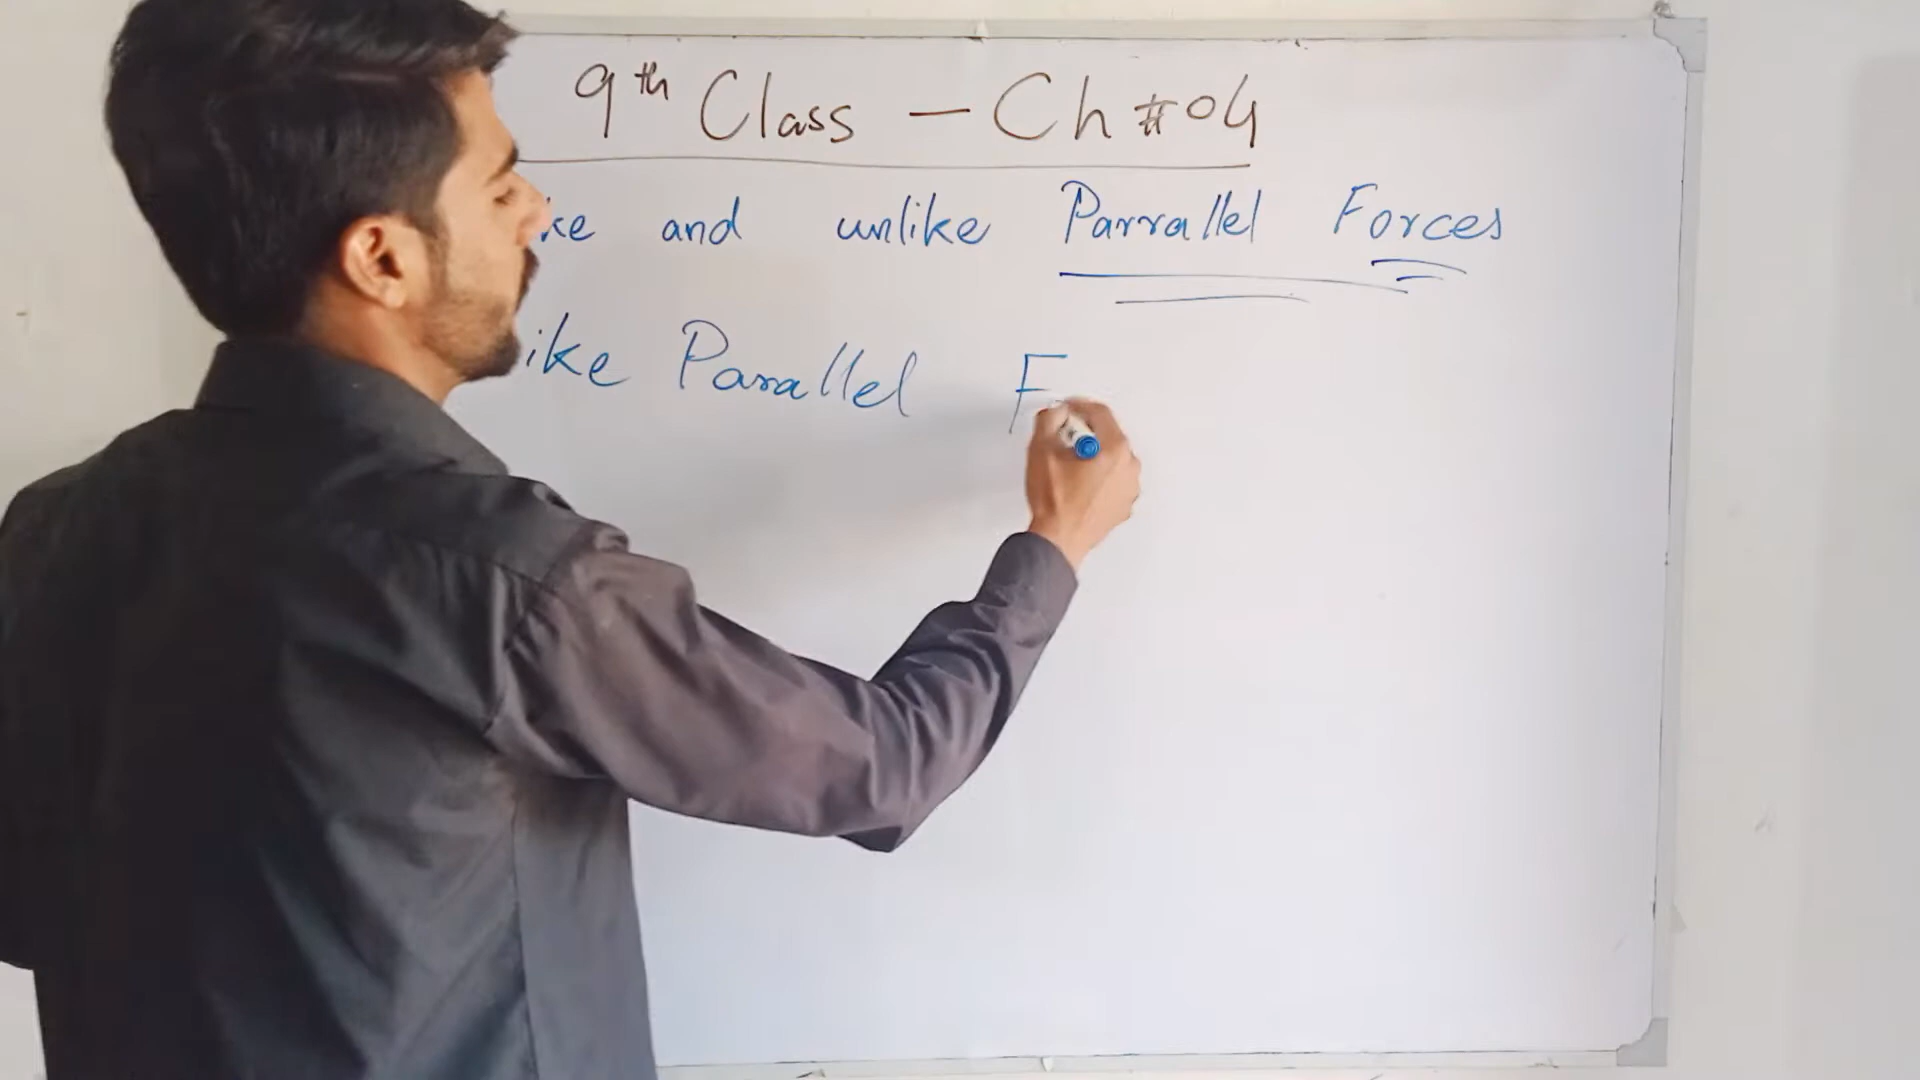 9th Class - Ch # 04
ke and unlike Parrallel Forces
ike Parallel F